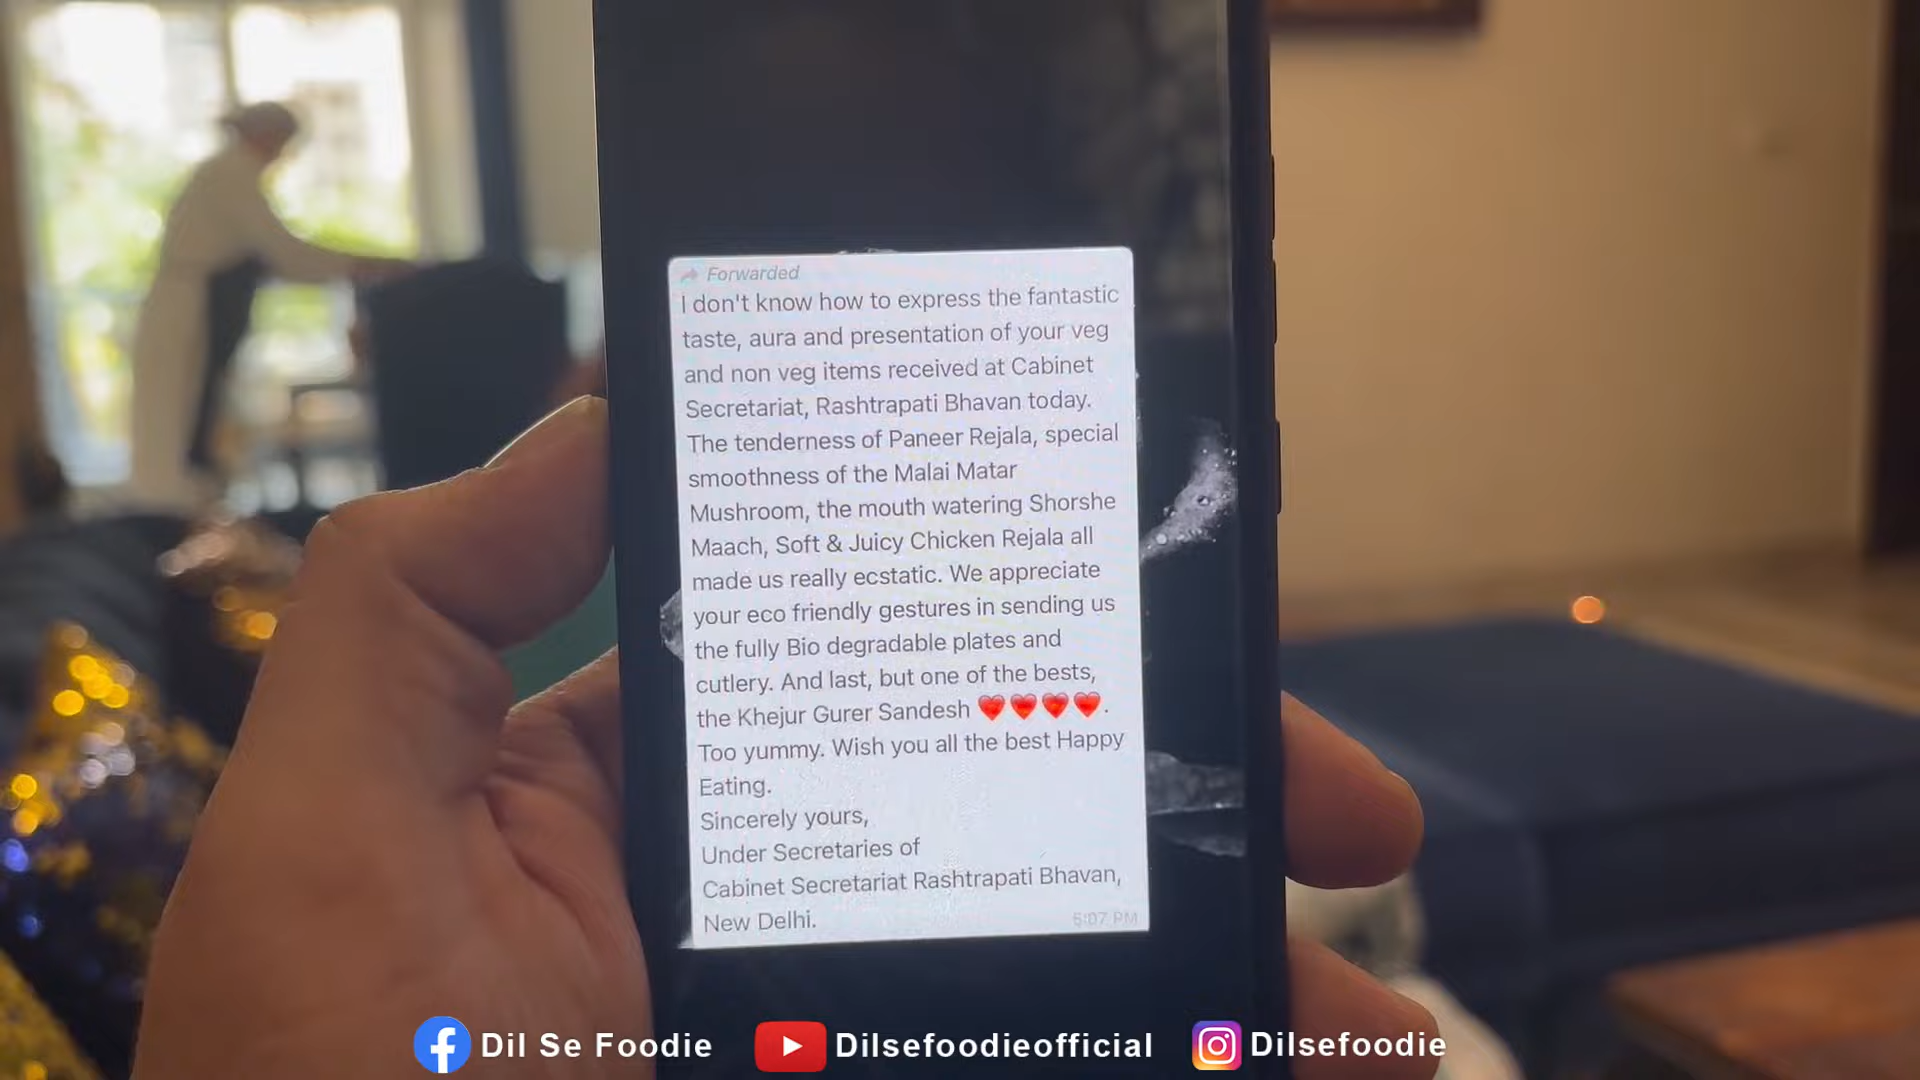 Forwarded
I don't know how to express the fantastic
taste, aura and presentation of your veg
and non veg items received at Cabinet
Secretariat, Rashtrapati Bhavan today.
The tenderness of Paneer Rejala, special
smoothness of the Malai Matar
Mushroom, the mouth watering Shorshe
Maach, Soft & Juicy Chicken Rejala all
made us really ecstatic. We appreciate
your eco friendly gestures in sending us
the fully Bio degradable plates and
cutlery. And last, but one of the bests,
the Khejur Gurer Sandesh ❤️❤️❤️❤️.
Too yummy. Wish you all the best Happy
Eating.
Sincerely yours,
Under Secretaries of
Cabinet Secretariat Rashtrapati Bhavan,
New Delhi.
6:07 PM
Dil Se Foodie Dilsefoodieofficial Dilsefoodie